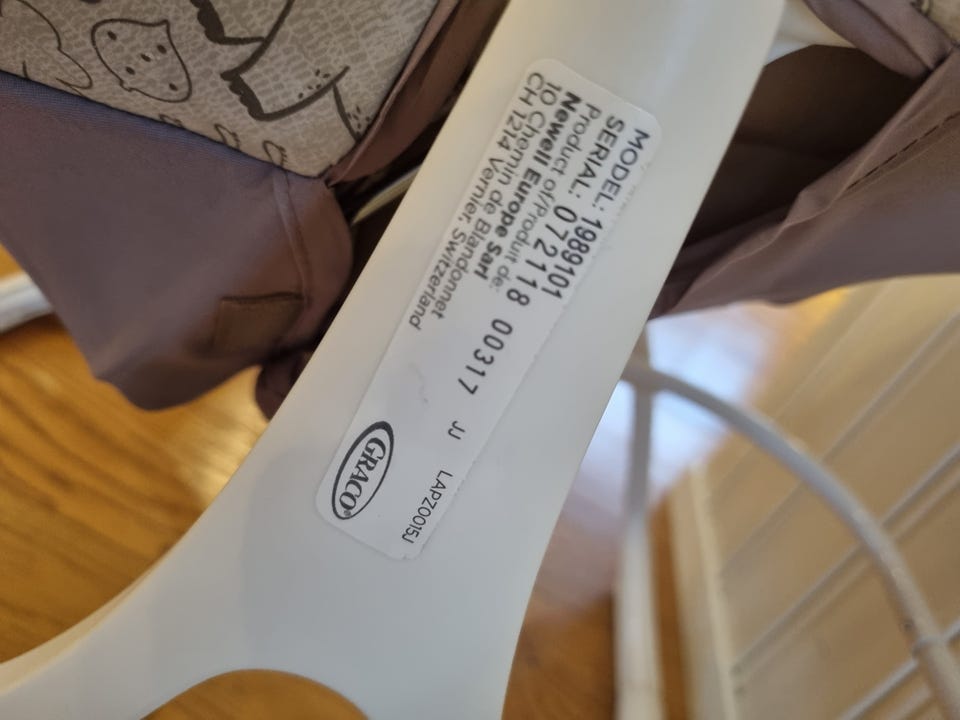 MODEL: 1989101
SERIAL: 072118 00317 JJ LAPZ0015J
Product of/Produit de:
Newell Europe Sarl
10 Chemin de Blandonnet
CH 1214 Vernier, Switzerland
GRACO®